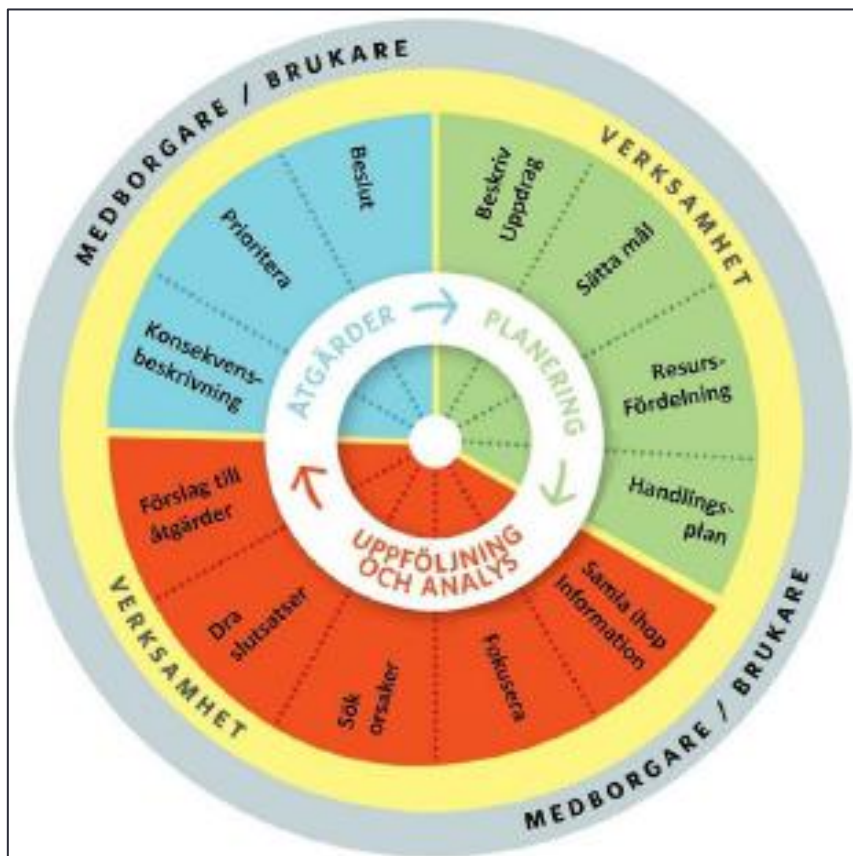 MEDBORGARE / BRUKARE
VERKSAMHET
Beslut
Prioritera
Konsekvens-
beskrivning
Beskriv
Uppdrag
Sätta mål
Resurs-
Fördelning
Handlings-
plan
ÅTGÄRDER
PLANERING
UPPFÖLJNING
OCH ANALYS
Samla ihop
Information
Fokusera
Sök
orsaker
Dra
slutsatser
Förslag till
åtgärder
VERKSAMHET
MEDBORGARE / BRUKARE